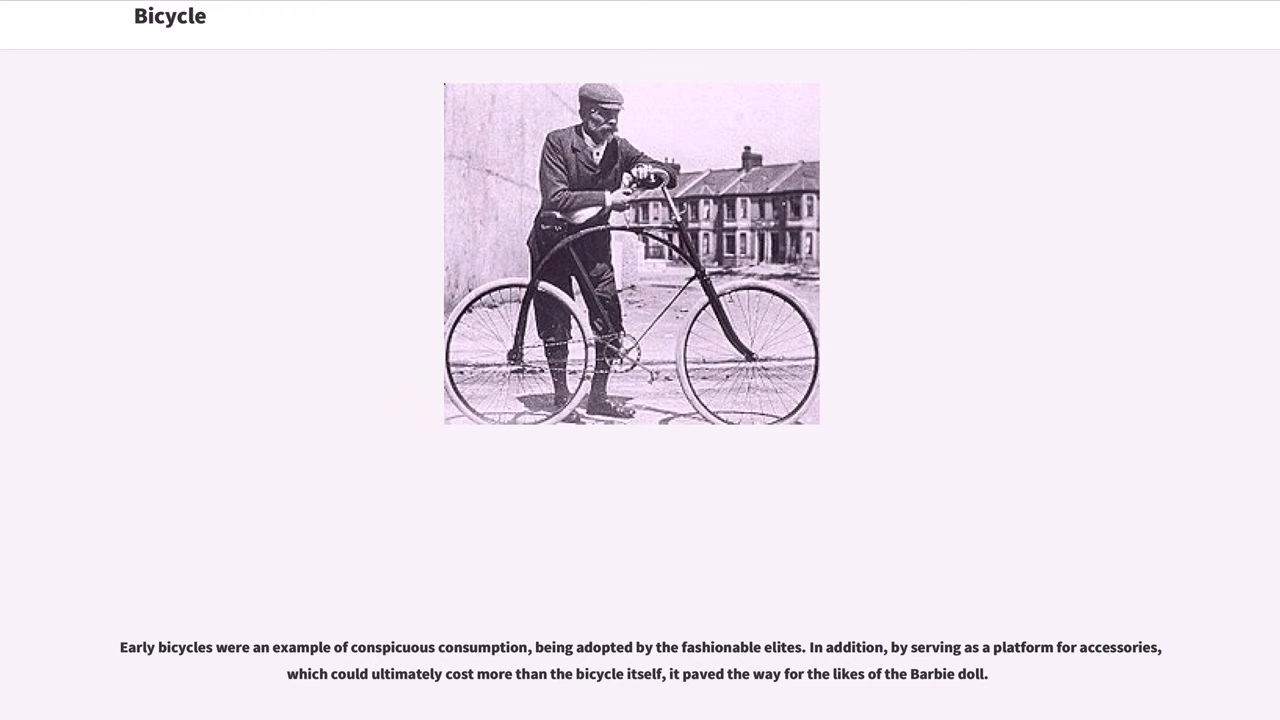 Bicycle
Early bicycles were an example of conspicuous consumption, being adopted by the fashionable elites. In addition, by serving as a platform for accessories,
which could ultimately cost more than the bicycle itself, it paved the way for the likes of the Barbie doll.